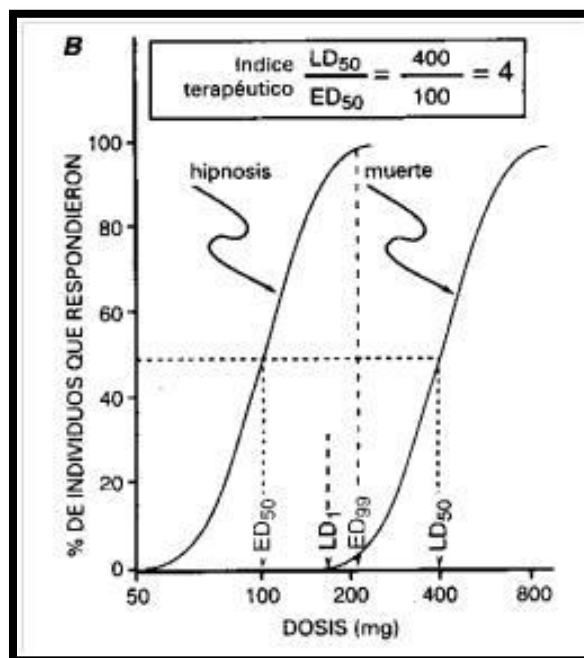 B
Indice LD50 400
terapéutico ED50 = 100 = 4
% DE INDIVIDUOS QUE RESPONDIERON
100
80
60
40
20
0
hipnosis
muerte
ED50
LD1
ED99
LD50
50 100 200 400 800
DOSIS (mg)